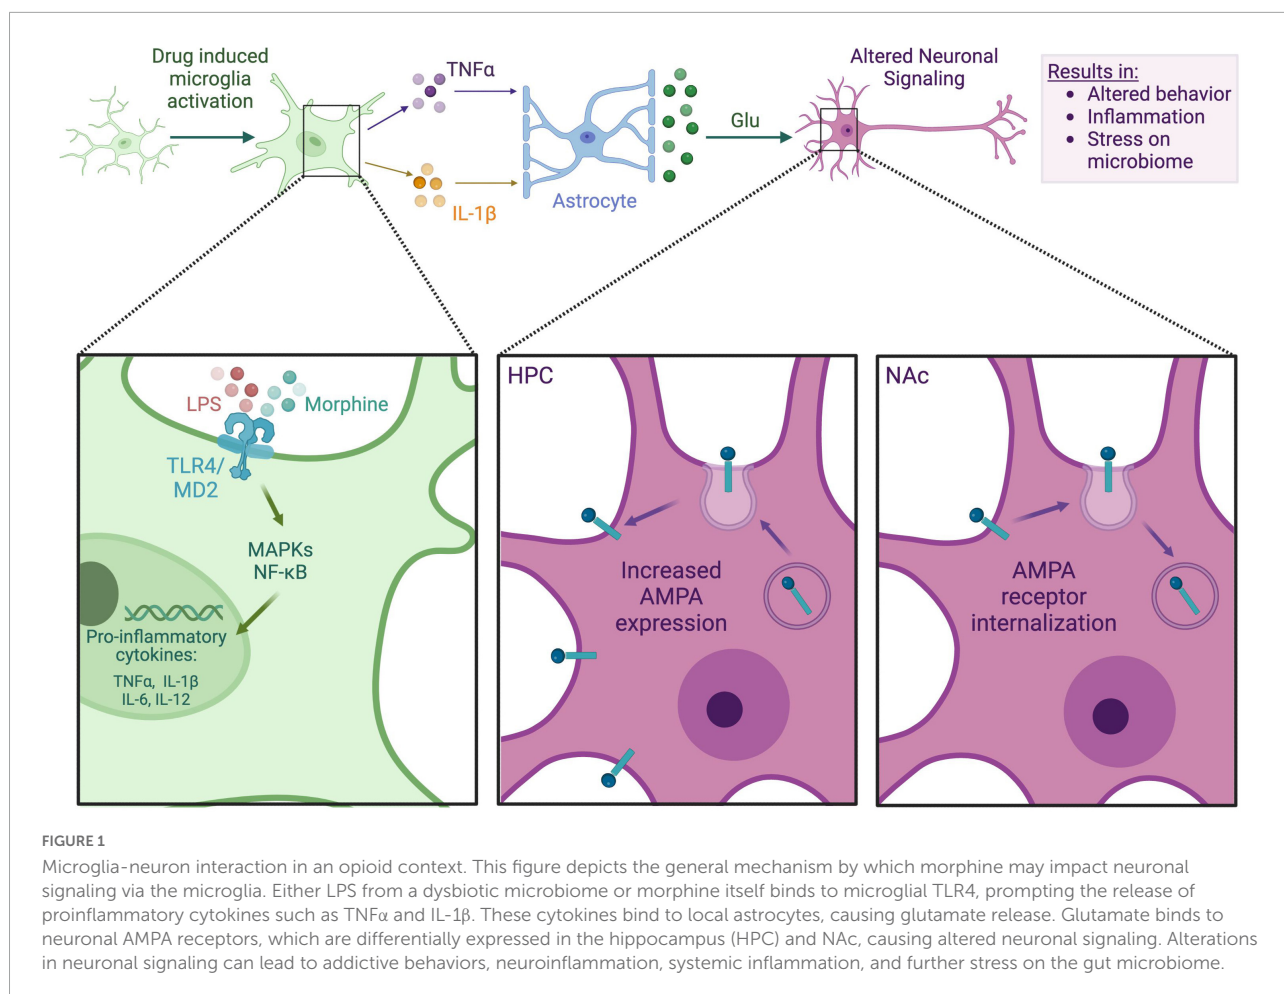 Drug induced
microglia
activation
TNFα
IL-1β
Astrocyte
Glu
Altered Neuronal
Signaling
Results in:
• Altered behavior
• Inflammation
• Stress on
microbiome
LPS
Morphine
TLR4/
MD2
MAPKs
NF-κB
Pro-inflammatory
cytokines:
TNFα, IL-1β
IL-6, IL-12
HPC
Increased
AMPA
expression
NAc
AMPA
receptor
internalization
FIGURE 1
Microglia-neuron interaction in an opioid context. This figure depicts the general mechanism by which morphine may impact neuronal
signaling via the microglia. Either LPS from a dysbiotic microbiome or morphine itself binds to microglial TLR4, prompting the release of
proinflammatory cytokines such as TNFα and IL-1β. These cytokines bind to local astrocytes, causing glutamate release. Glutamate binds to
neuronal AMPA receptors, which are differentially expressed in the hippocampus (HPC) and NAc, causing altered neuronal signaling. Alterations
in neuronal signaling can lead to addictive behaviors, neuroinflammation, systemic inflammation, and further stress on the gut microbiome.